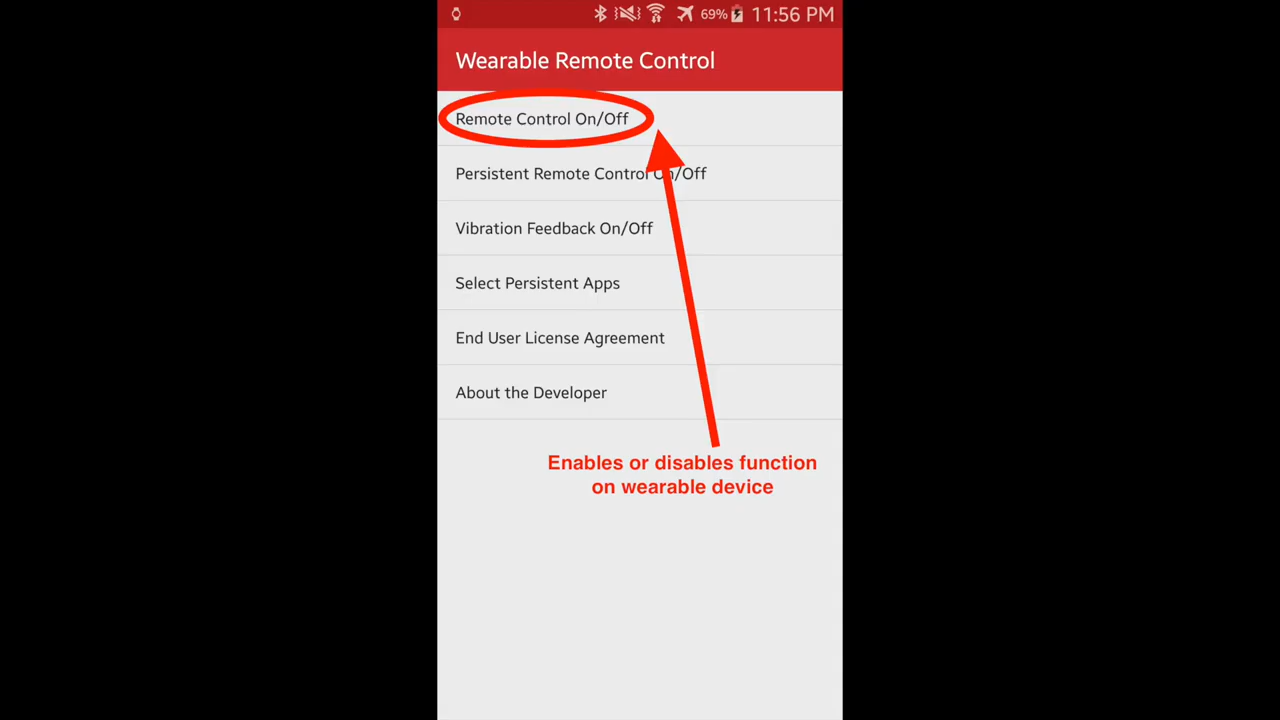 69% 11:56 PM
Wearable Remote Control
Remote Control On/Off
Persistent Remote Control On/Off
Vibration Feedback On/Off
Select Persistent Apps
End User License Agreement
About the Developer
Enables or disables function
on wearable device